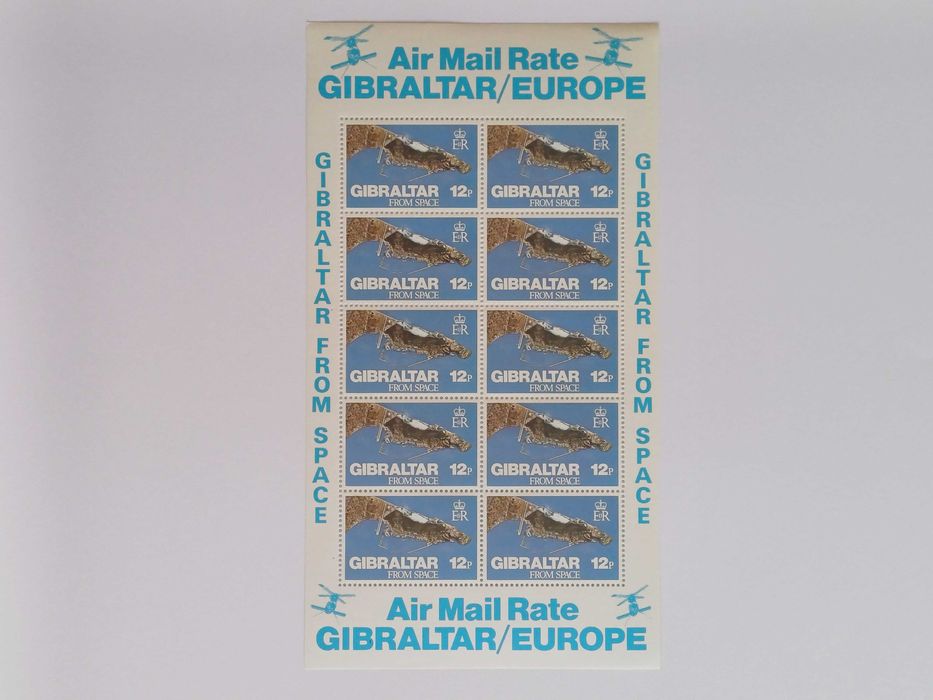 Air Mail Rate
GIBRALTAR/EUROPE
GIBRALTAR FROM SPACE
GIBRALTAR FROM SPACE
EIIR
GIBRALTAR 12P
FROM SPACE
EIIR
GIBRALTAR 12P
FROM SPACE
EIIR
GIBRALTAR 12P
FROM SPACE
EIIR
GIBRALTAR 12P
FROM SPACE
EIIR
GIBRALTAR 12P
FROM SPACE
EIIR
GIBRALTAR 12P
FROM SPACE
EIIR
GIBRALTAR 12P
FROM SPACE
EIIR
GIBRALTAR 12P
FROM SPACE
EIIR
GIBRALTAR 12P
FROM SPACE
EIIR
GIBRALTAR 12P
FROM SPACE
Air Mail Rate
GIBRALTAR/EUROPE